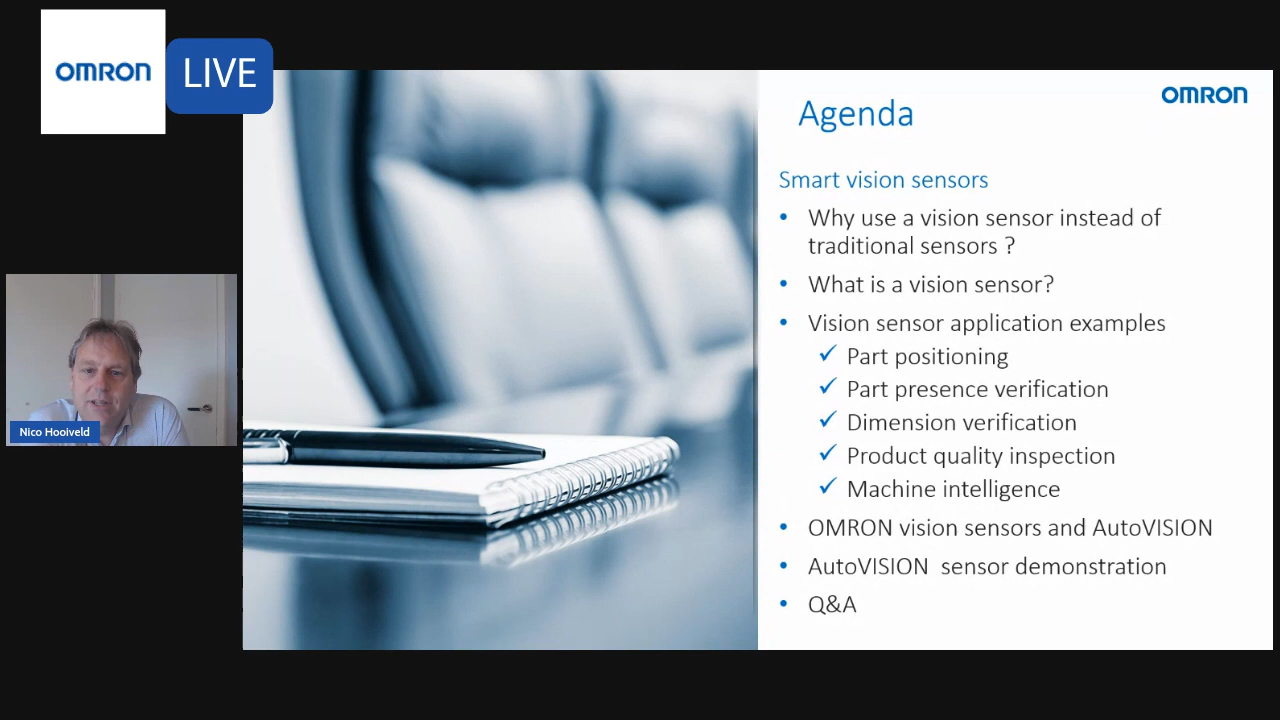 OMRON
LIVE
OMRON
Agenda
Smart vision sensors
• Why use a vision sensor instead of
traditional sensors ?
• What is a vision sensor?
• Vision sensor application examples
✓ Part positioning
✓ Part presence verification
✓ Dimension verification
✓ Product quality inspection
✓ Machine intelligence
• OMRON vision sensors and AutoVISION
• AutoVISION  sensor demonstration
• Q&A
Nico Hooiveld